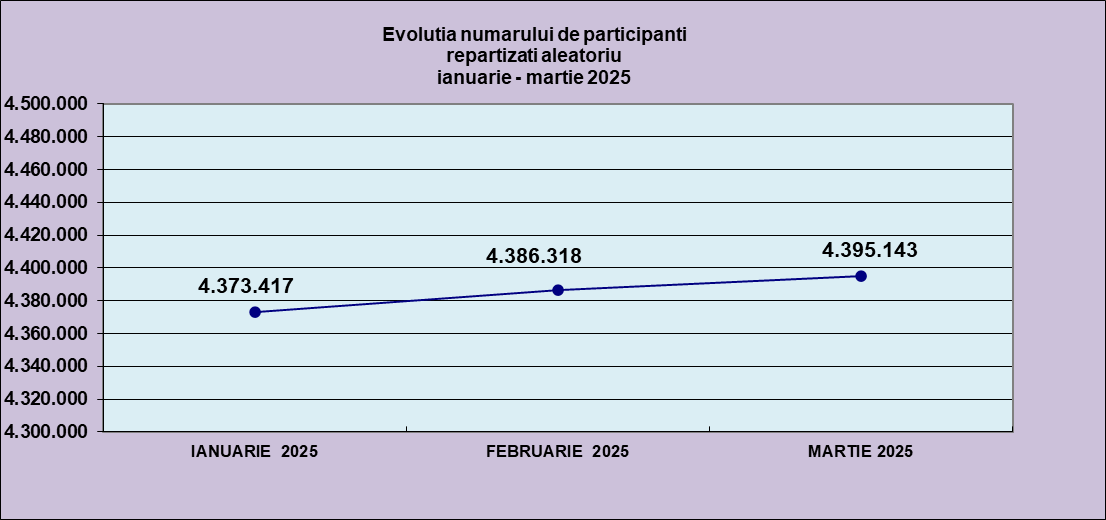 Evolutia numarului de participanti
repartizati aleatoriu
ianuarie - martie 2025
4.500.000
4.480.000
4.460.000
4.440.000
4.420.000
4.400.000
4.380.000
4.360.000
4.340.000
4.320.000
4.300.000
4.373.417
4.386.318
4.395.143
IANUARIE 2025
FEBRUARIE 2025
MARTIE 2025